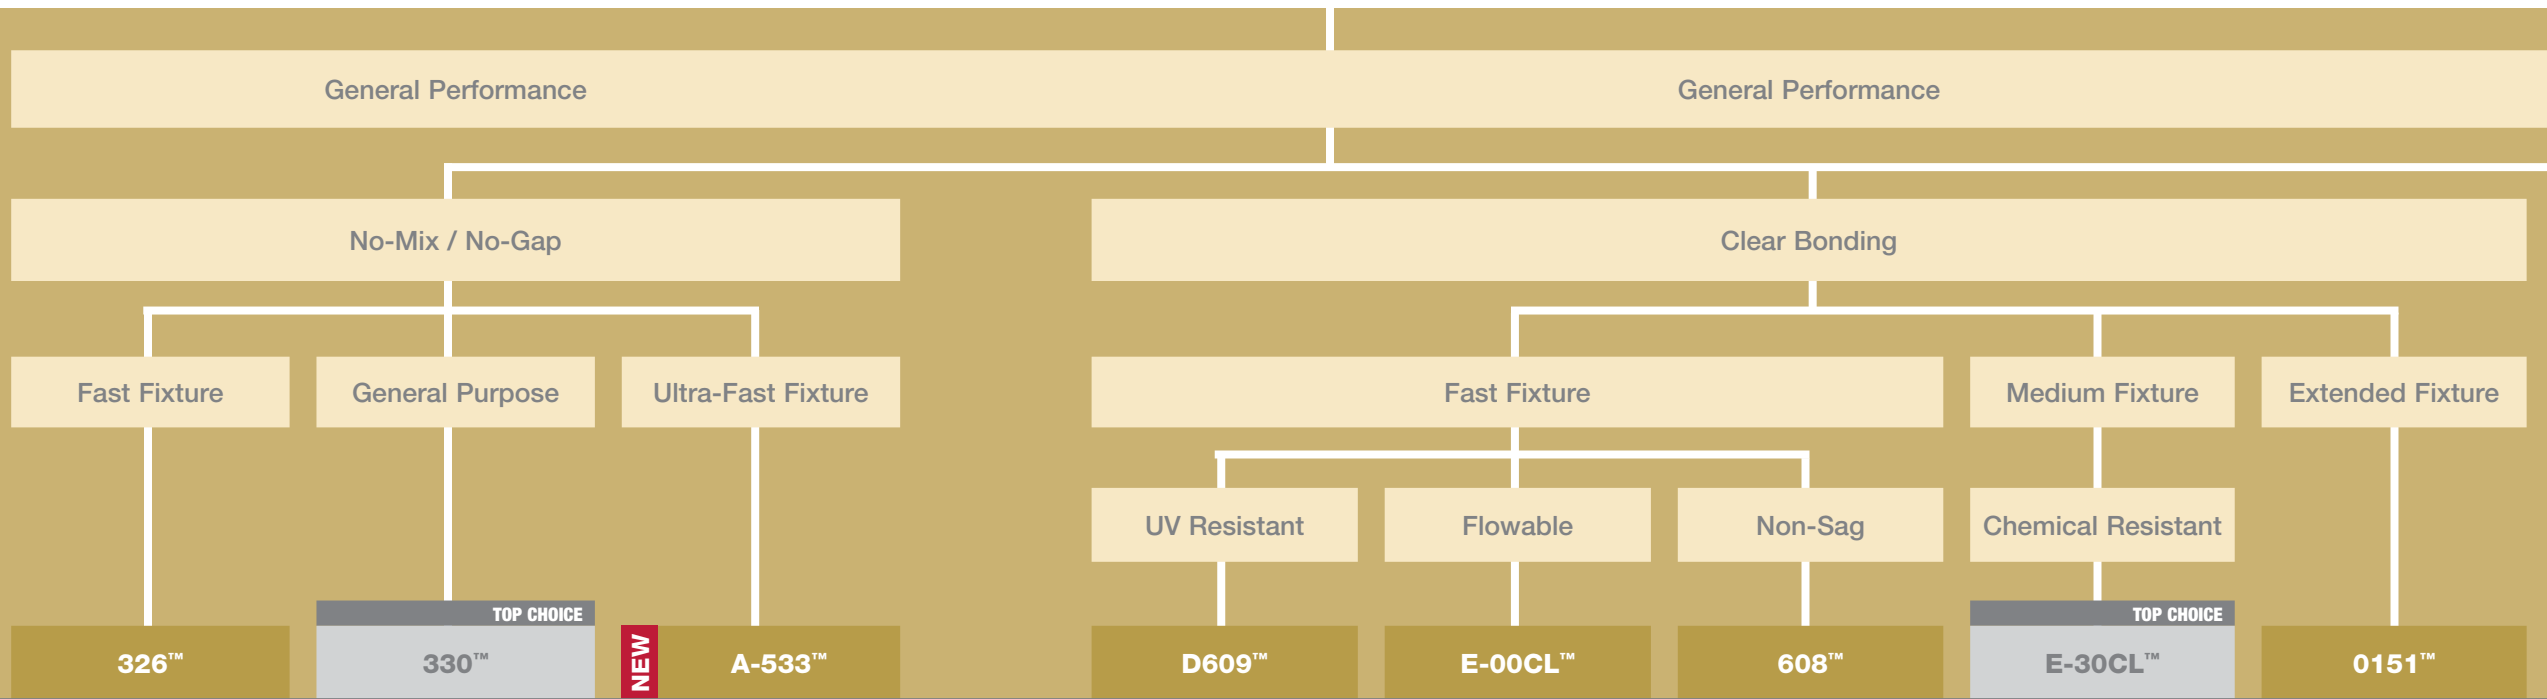 General Performance
General Performance
No-Mix / No-Gap
Clear Bonding
Fast Fixture
General Purpose
Ultra-Fast Fixture
Fast Fixture
Medium Fixture
Extended Fixture
UV Resistant
Flowable
Non-Sag
Chemical Resistant
TOP CHOICE
TOP CHOICE
326™
330™
NEW
A-533™
D609™
E-00CL™
608™
E-30CL™
0151™